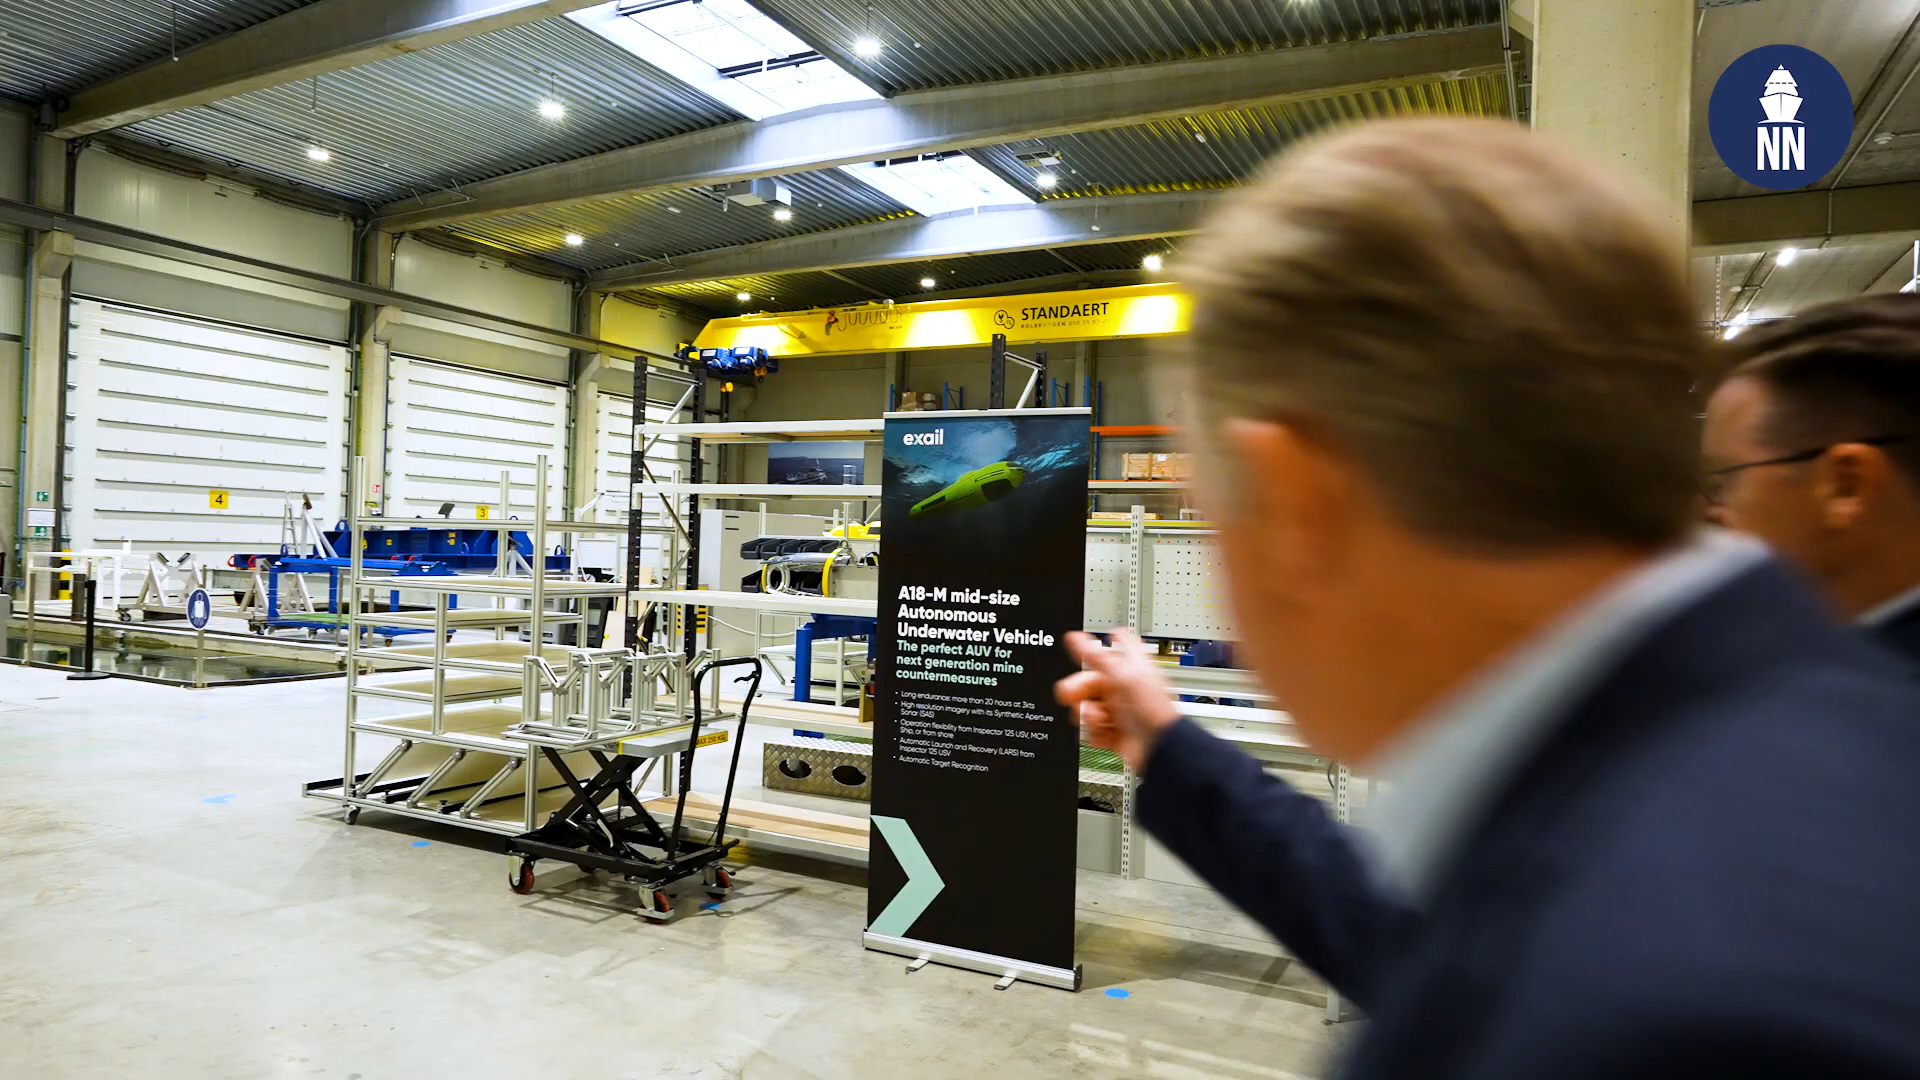 NN
STANDAERT
exail
4
3
A18-M mid-size
Autonomous
Underwater Vehicle
The perfect AUV for
next generation mine
countermeasures
• Long endurance: more than 20 hours at 3kts
• High resolution imagery with its Synthetic Aperture
Sonar (SAS)
• Operation flexibility from Inspector 125 USV, MCM
Ship, or from shore
• Automatic Launch and Recovery (LARS) from
Inspector 125 USV
• Automatic Target Recognition
MAX 250 KG